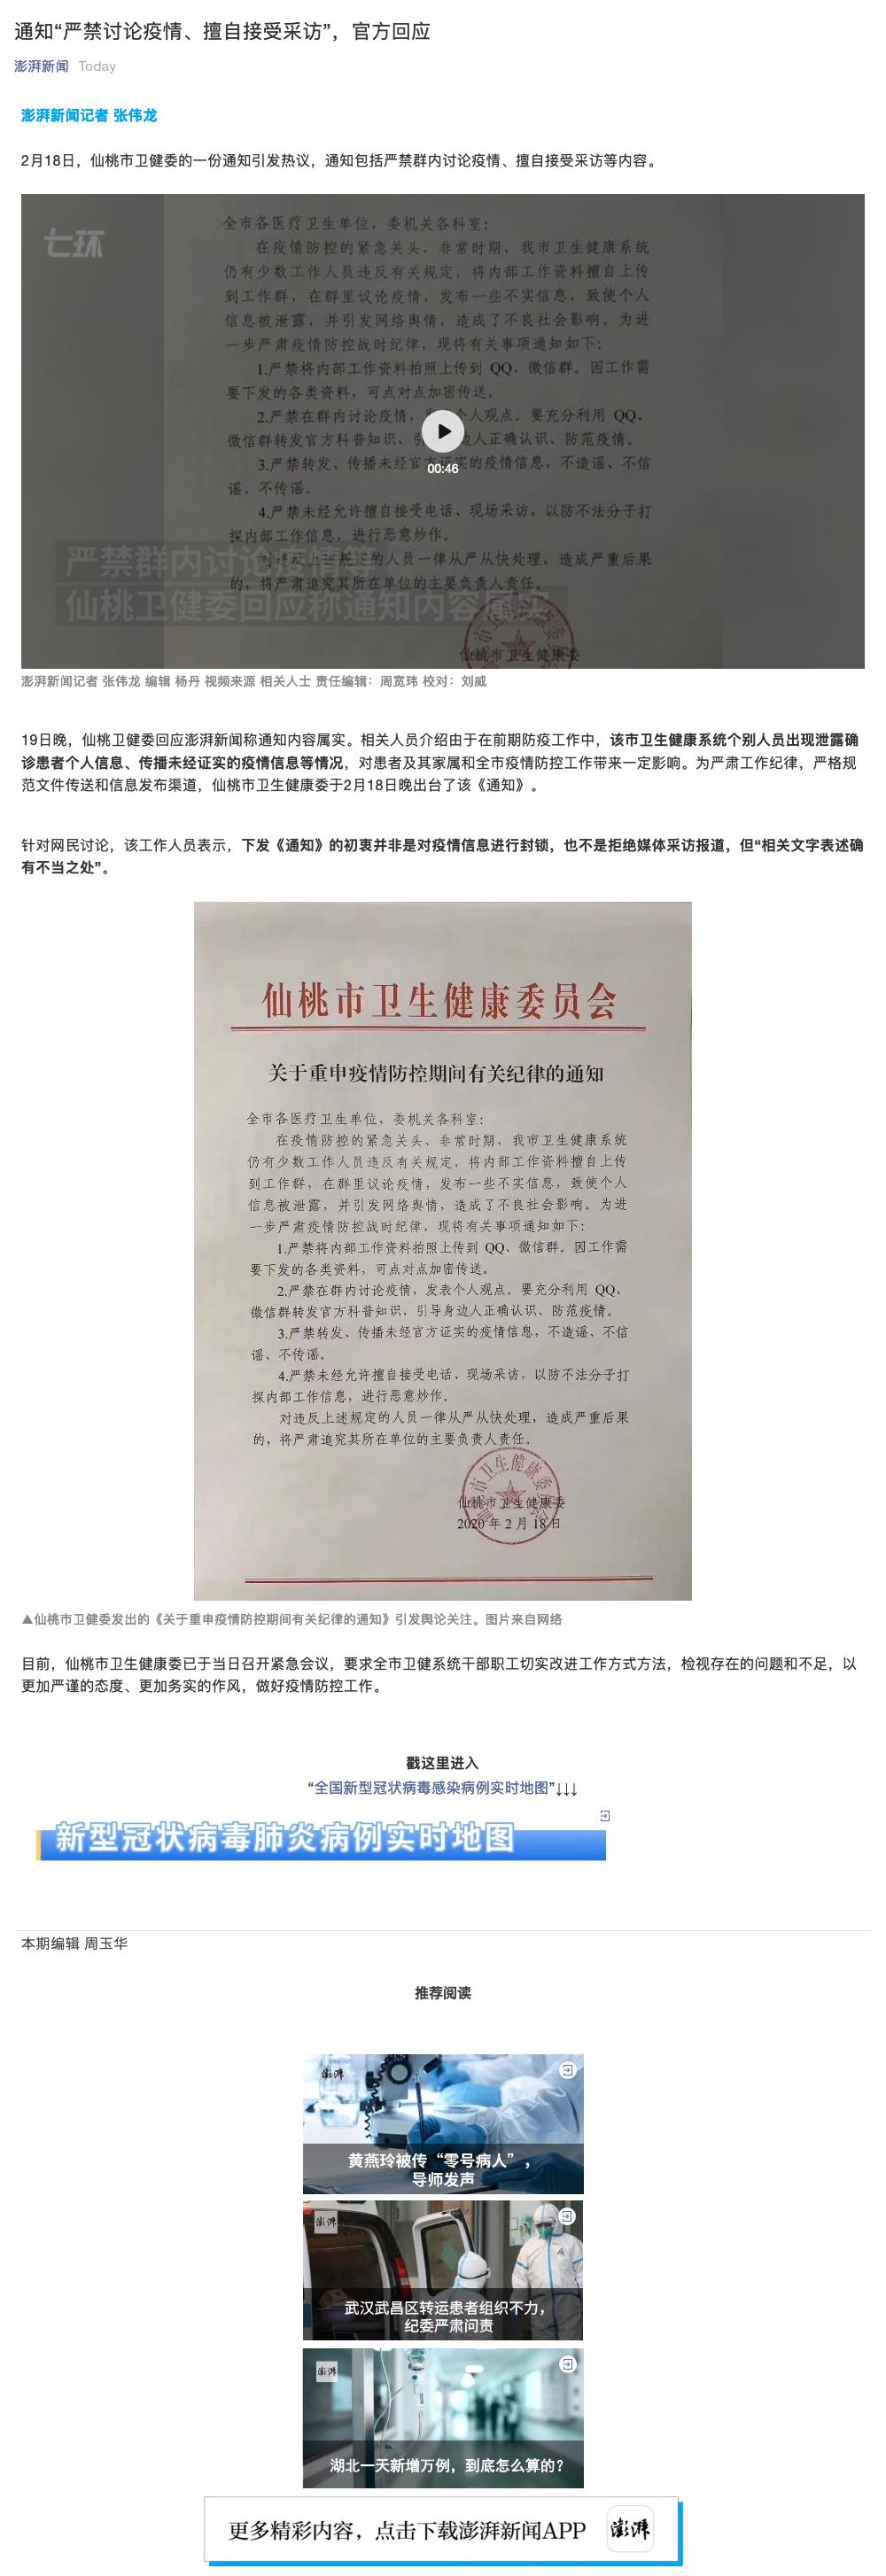 通知“严禁讨论疫情、擅自接受采访”，官方回应
澎湃新闻 Today
澎湃新闻记者 张伟龙
2月18日，仙桃市卫健委的一份通知引发热议，通知包括严禁群内讨论疫情、擅自接受采访等内容。
七环
全市各医疗卫生单位，委机关各科室：
在疫情防控的紧急关头、非常时期，我市卫生健康系统
仍有少数工作人员违反有关规定，将内部工作资料擅自上传
到工作群，在群里议论疫情，发布一些不实信息，致使个人
信息被泄露，并引发网络舆情，造成了不良社会影响。为进
一步严肃疫情防控战时纪律，现将有关事项通知如下：
1.严禁将内部工作资料拍照上传到 QQ、微信群。因工作需
要下发的各类资料，可点对点加密传送。
2.严禁在群内讨论疫情，发 个人观点。要充分利用 QQ、
微信群转发官方科普知识，引 边人正确认识、防范疫情。
3.严禁转发、传播未经官方证实的疫情信息，不造谣、不信
谣、不传谣。
4.严禁未经允许擅自接受电话、现场采访，以防不法分子打
探内部工作信息，进行恶意炒作。
对违反上述规定的人员一律从严从快处理，造成严重后果
的，将严肃追究其所在单位的主要负责人责任。
00:46
严禁群内讨论疫情等
仙桃卫健委回应称通知内容属实
仙桃市卫生健康委
澎湃新闻记者 张伟龙 编辑 杨丹 视频来源 相关人士 责任编辑：周宽玮 校对：刘威
19日晚，仙桃卫健委回应澎湃新闻称通知内容属实。相关人员介绍由于在前期防疫工作中，该市卫生健康系统个别人员出现泄露确
诊患者个人信息、传播未经证实的疫情信息等情况，对患者及其家属和全市疫情防控工作带来一定影响。为严肃工作纪律，严格规
范文件传送和信息发布渠道，仙桃市卫生健康委于2月18日晚出台了该《通知》。
针对网民讨论，该工作人员表示，下发《通知》的初衷并非是对疫情信息进行封锁，也不是拒绝媒体采访报道，但“相关文字表述确
有不当之处”。
仙桃市卫生健康委员会
关于重申疫情防控期间有关纪律的通知
全市各医疗卫生单位，委机关各科室：
在疫情防控的紧急关头、非常时期，我市卫生健康系统
仍有少数工作人员违反有关规定，将内部工作资料擅自上传
到工作群，在群里议论疫情，发布一些不实信息，致使个人
信息被泄露，并引发网络舆情，造成了不良社会影响。为进
一步严肃疫情防控战时纪律，现将有关事项通知如下：
1.严禁将内部工作资料拍照上传到 QQ、微信群。因工作需
要下发的各类资料，可点对点加密传送。
2.严禁在群内讨论疫情，发表个人观点。要充分利用 QQ、
微信群转发官方科普知识，引导身边人正确认识、防范疫情。
3.严禁转发、传播未经官方证实的疫情信息，不造谣、不信
谣、不传谣。
4.严禁未经允许擅自接受电话、现场采访，以防不法分子打
探内部工作信息，进行恶意炒作。
对违反上述规定的人员一律从严从快处理，造成严重后果
的，将严肃追究其所在单位的主要负责人责任。
仙桃市卫生健康委
2020 年 2 月 18 日
▲仙桃市卫健委发出的《关于重申疫情防控期间有关纪律的通知》引发舆论关注。图片来自网络
目前，仙桃市卫生健康委已于当日召开紧急会议，要求全市卫健系统干部职工切实改进工作方式方法，检视存在的问题和不足，以
更加严谨的态度、更加务实的作风，做好疫情防控工作。
戳这里进入
“全国新型冠状病毒感染病例实时地图”↓↓↓
新型冠状病毒肺炎病例实时地图
本期编辑 周玉华
推荐阅读
澎湃
黄燕玲被传“零号病人”，
导师发声
澎湃
武汉武昌区转运患者组织不力，
纪委严肃问责
澎湃
湖北一天新增万例，到底怎么算的？
更多精彩内容，点击下载澎湃新闻APP
澎湃